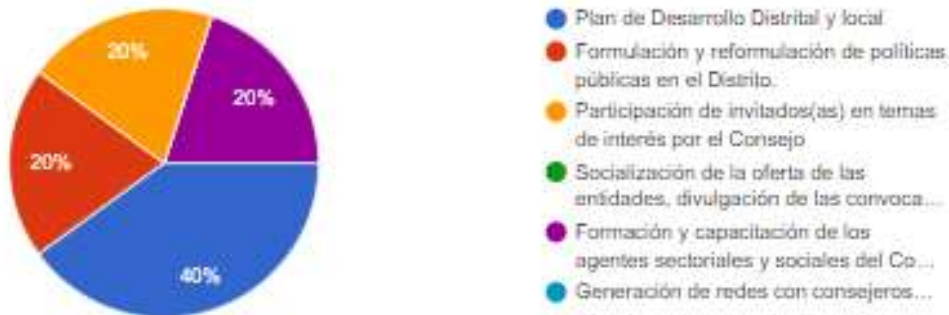 20%
20%
20%
40%
Plan de Desarrollo Distrital y local
Formulación y reformulación de políticas
públicas en el Distrito.
Participación de invitados(as) en temas
de interés por el Consejo
Socialización de la oferta de las
entidades, divulgación de las convoca...
Formación y capacitación de los
agentes sectoriales y sociales del Co...
Generación de redes con consejeros...